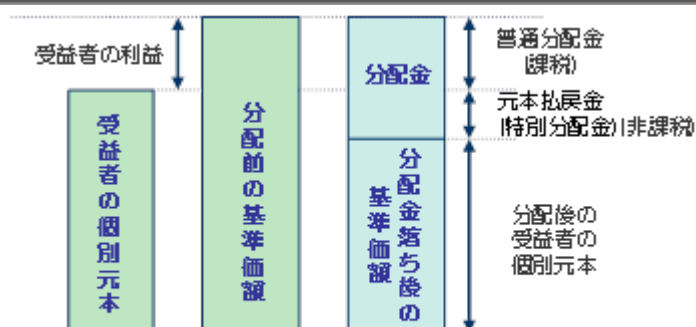 受益者の利益
受益者の個別元本
分配前の基準価額
分配金
分配金落ち後の
基準価額
普通分配金
(課税)
元本払戻金
(特別分配金)(非課税)
分配後の
受益者の
個別元本